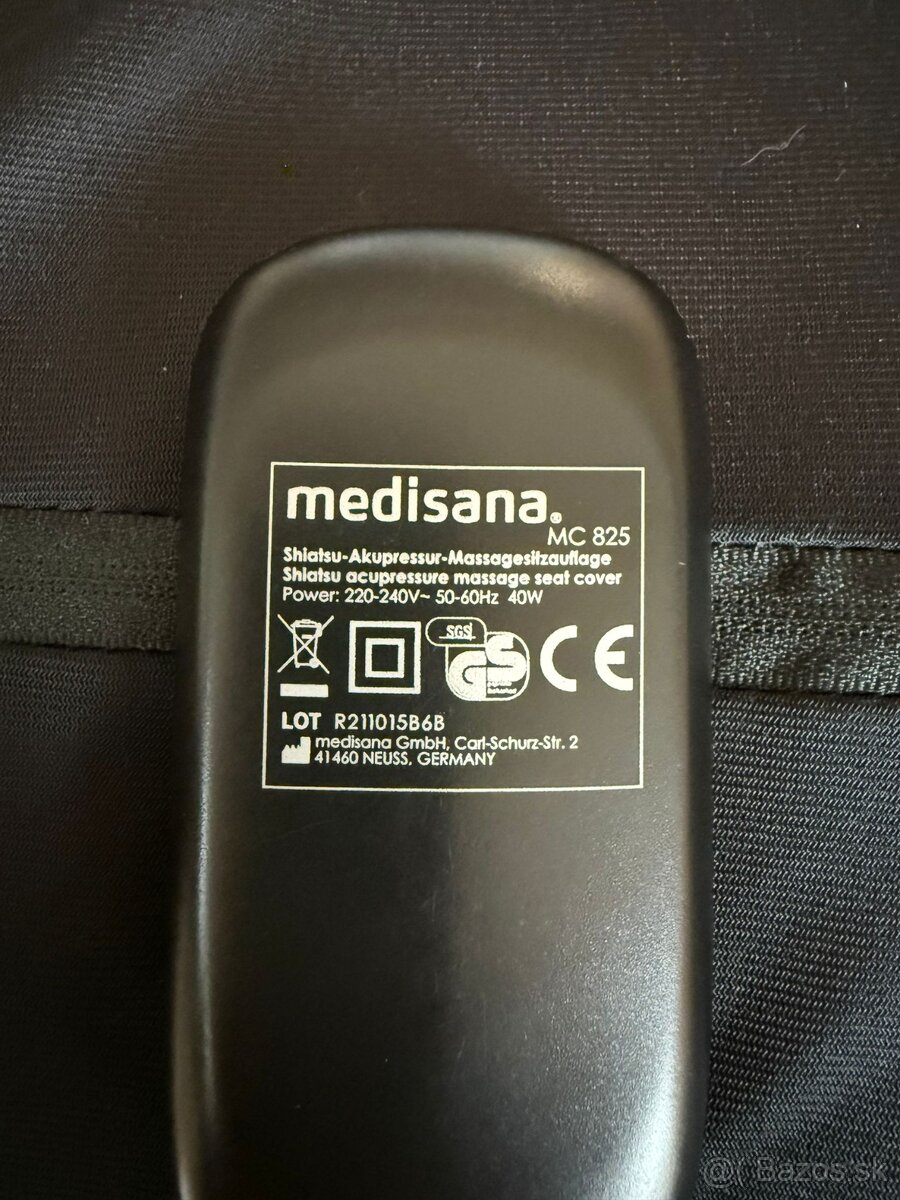 medisana®
MC 825
Shiatsu-Akupressur-Massagesitzauflage
Shiatsu acupressure massage seat cover
Power: 220-240V~ 50-60Hz 40W
SGS
GS
CE
LOT R211015B6B
medisana GmbH, Carl-Schurz-Str. 2
41460 NEUSS, GERMANY
Bazos.sk